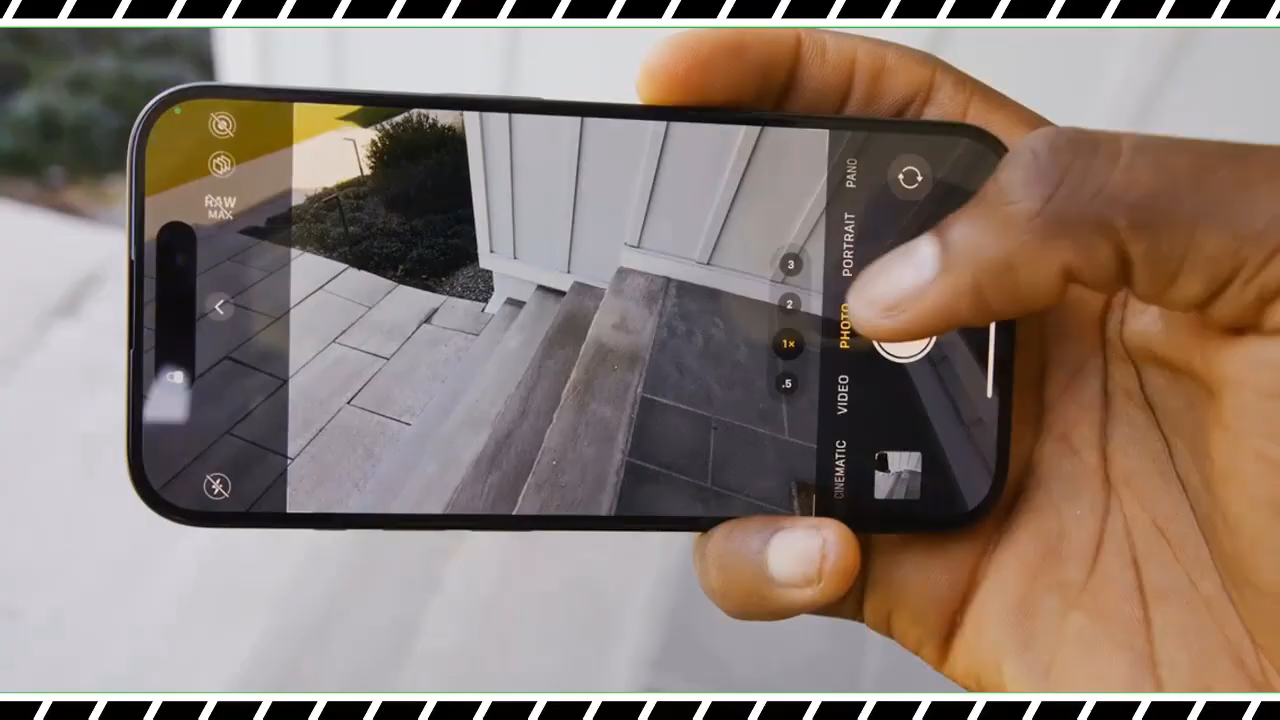 RAW
MAX
3
2
1×
.5
PANO
PORTRAIT
PHOTO
VIDEO
CINEMATIC